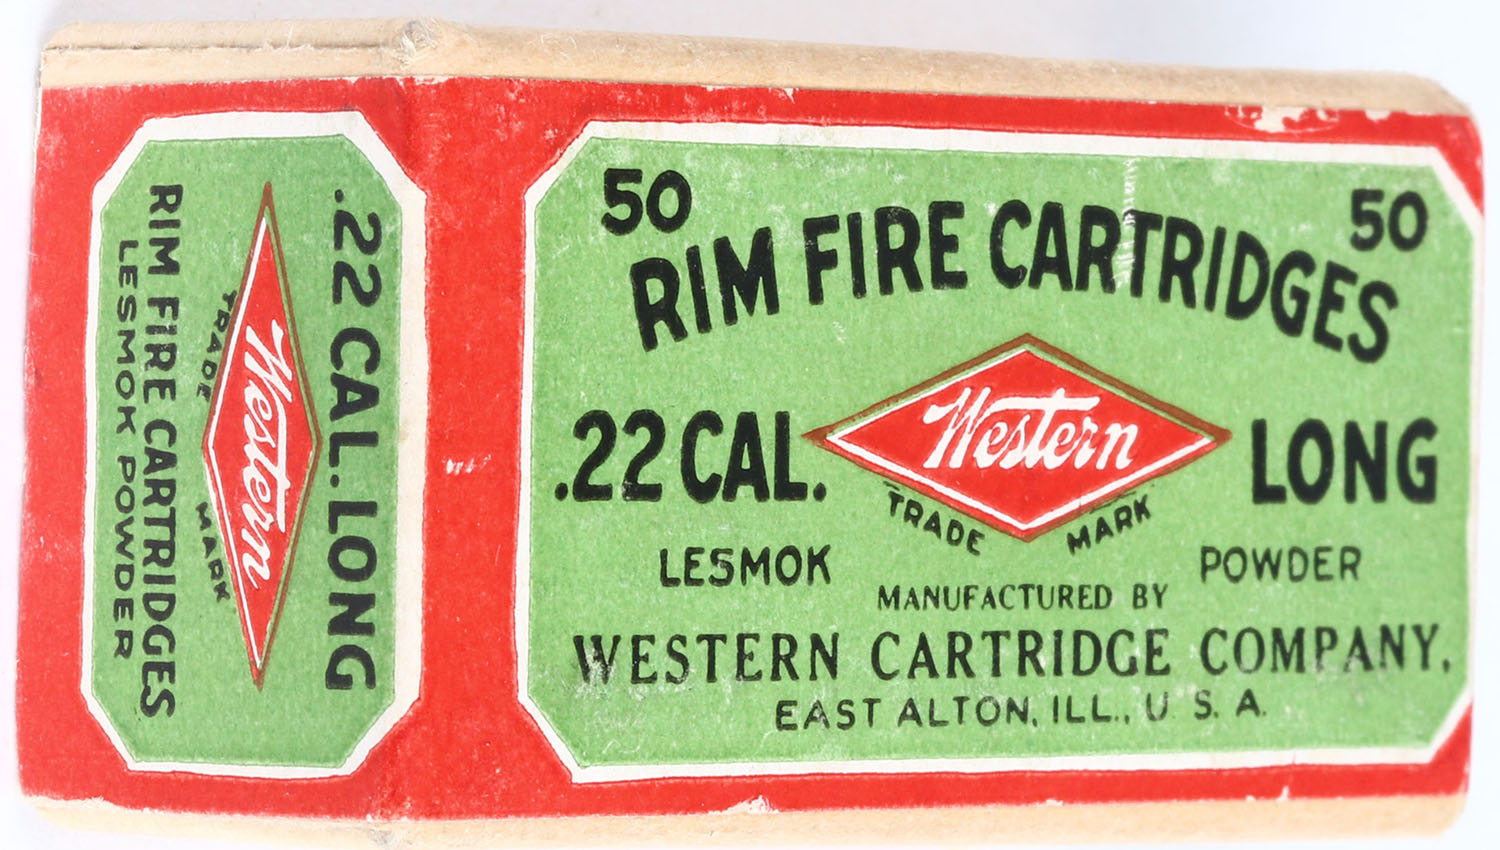 .22 CAL. LONG
Western
TRADE MARK
RIM FIRE CARTRIDGES
LESMOK POWDER
50 50
RIM FIRE CARTRIDGES
.22 CAL. Western LONG
TRADE MARK
LESMOK POWDER
MANUFACTURED BY
WESTERN CARTRIDGE COMPANY,
EAST ALTON, ILL., U. S. A.